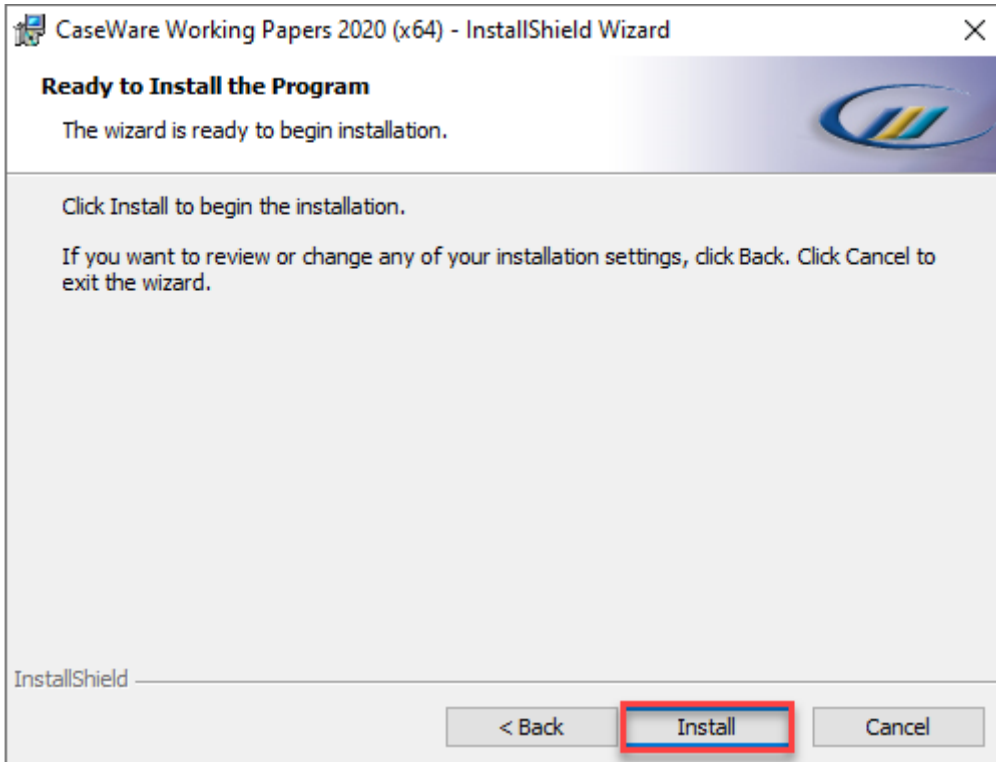 CaseWare Working Papers 2020 (x64) - InstallShield Wizard
Ready to Install the Program
The wizard is ready to begin installation.
Click Install to begin the installation.
If you want to review or change any of your installation settings, click Back. Click Cancel to
exit the wizard.
InstallShield
< Back Install Cancel